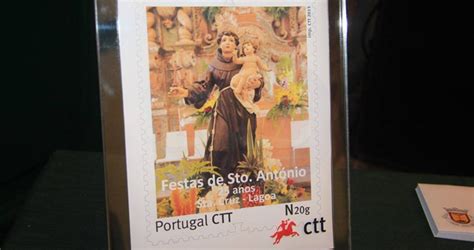 Festas de Sto. António
anos
Sta. Cruz - Lagoa
Portugal CTT
N20g
ctt